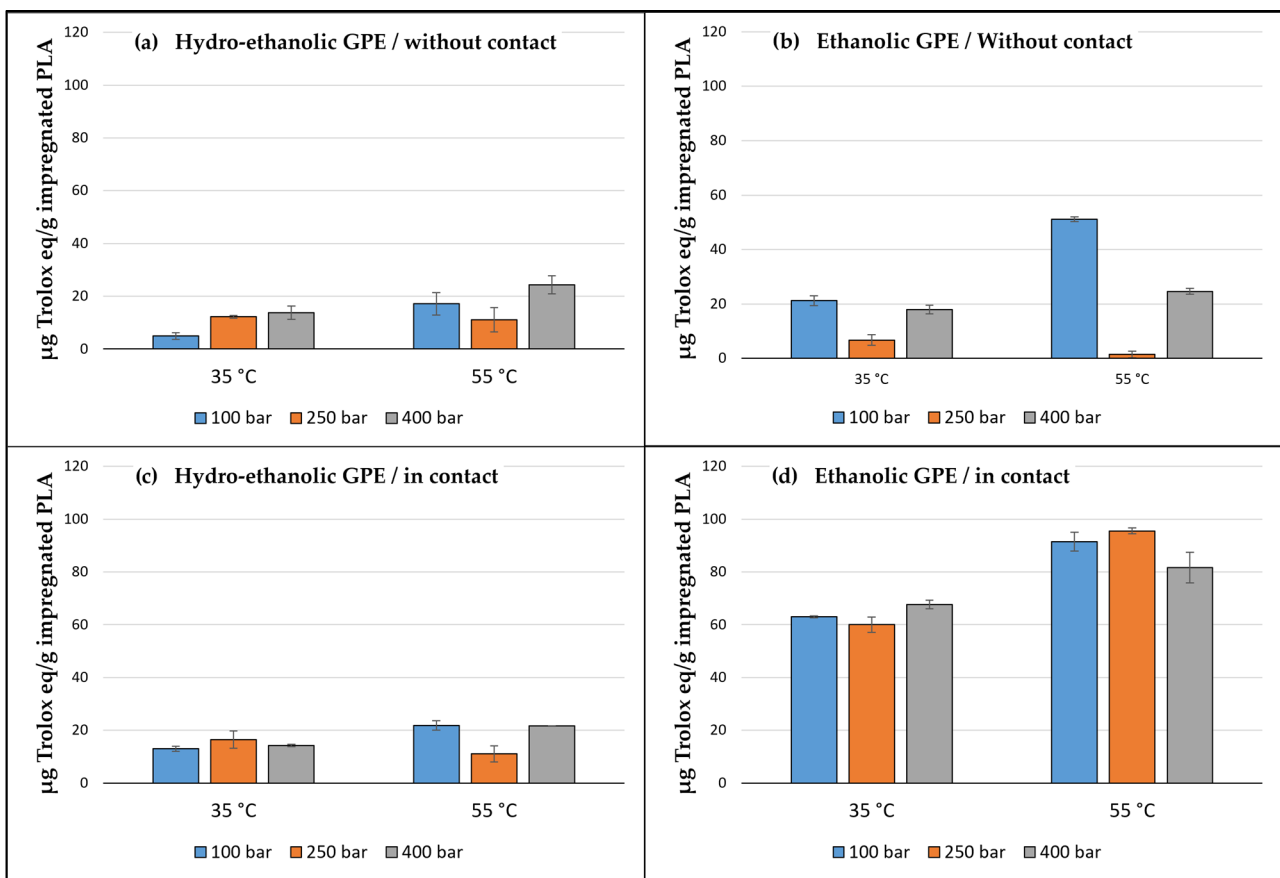 (a) Hydro-ethanolic GPE / without contact
µg Trolox eq/g impregnated PLA
120
100
80
60
40
20
0
35 °C
55 °C
100 bar
250 bar
400 bar
(b) Ethanolic GPE / Without contact
µg Trolox eq/g impregnated PLA
120
100
80
60
40
20
0
35 °C
55 °C
100 bar
250 bar
400 bar
(c) Hydro-ethanolic GPE / in contact
µg Trolox eq/g impregnated PLA
120
100
80
60
40
20
0
35 °C
55 °C
100 bar
250 bar
400 bar
(d) Ethanolic GPE / in contact
µg Trolox eq/g impregnated PLA
120
100
80
60
40
20
0
35 °C
55 °C
100 bar
250 bar
400 bar